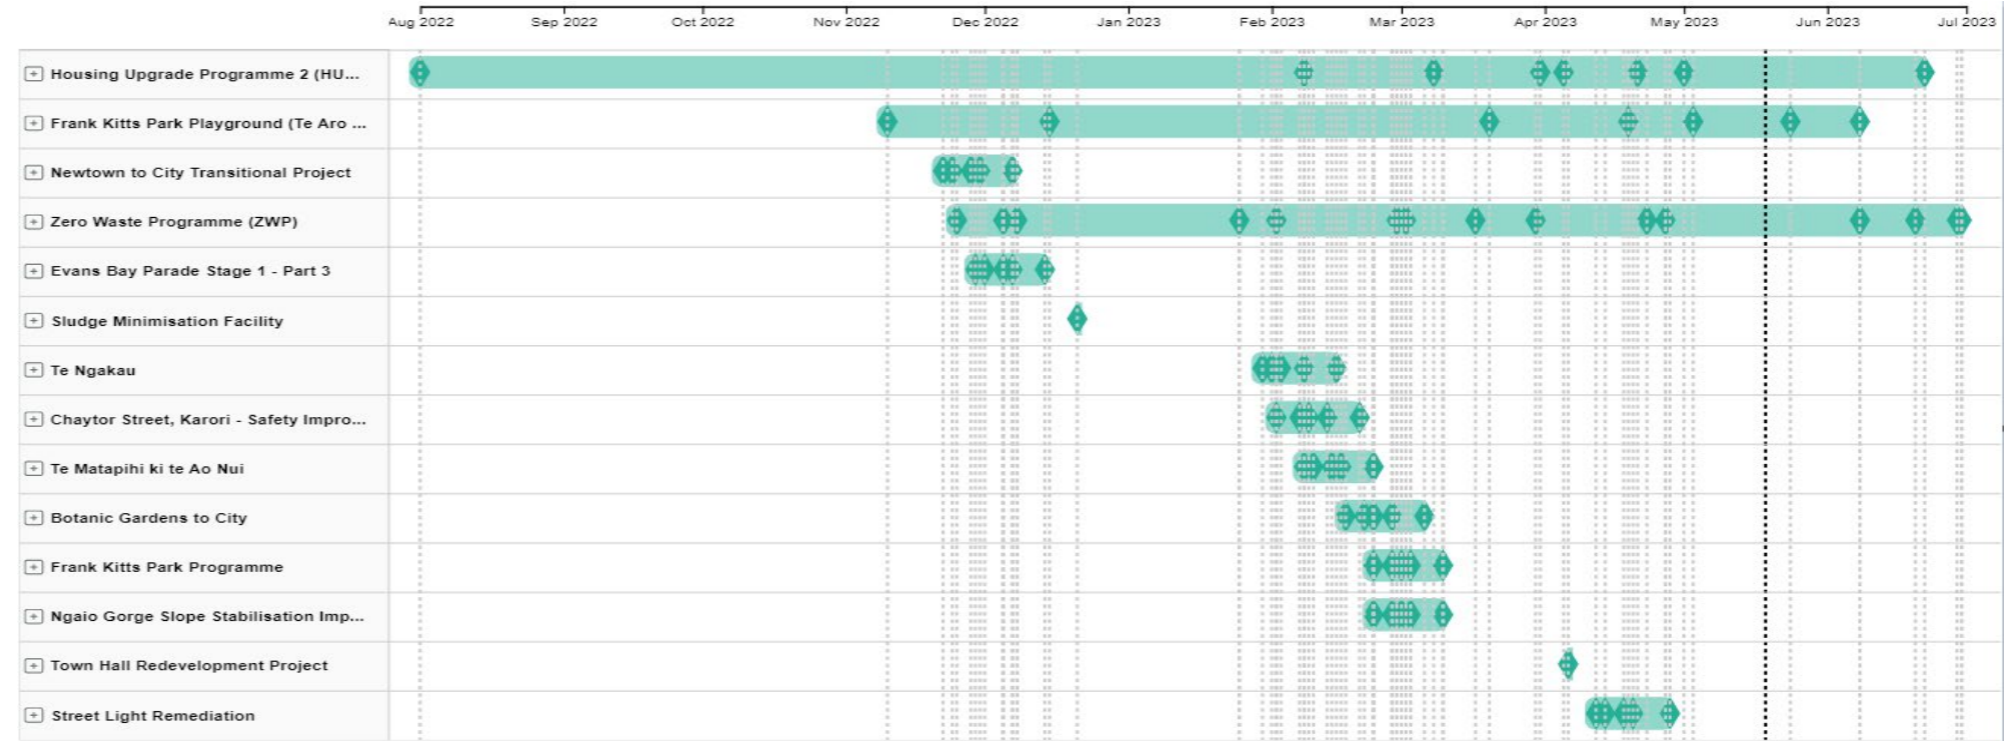 Aug 2022 Sep 2022 Oct 2022 Nov 2022 Dec 2022 Jan 2023 Feb 2023 Mar 2023 Apr 2023 May 2023 Jun 2023 Jul 2023
Housing Upgrade Programme 2 (HU...
Frank Kitts Park Playground (Te Aro ...
Newtown to City Transitional Project
Zero Waste Programme (ZWP)
Evans Bay Parade Stage 1 - Part 3
Sludge Minimisation Facility
Te Ngakau
Chaytor Street, Karori - Safety Impro...
Te Matapihi ki te Ao Nui
Botanic Gardens to City
Frank Kitts Park Programme
Ngaio Gorge Slope Stabilisation Imp...
Town Hall Redevelopment Project
Street Light Remediation